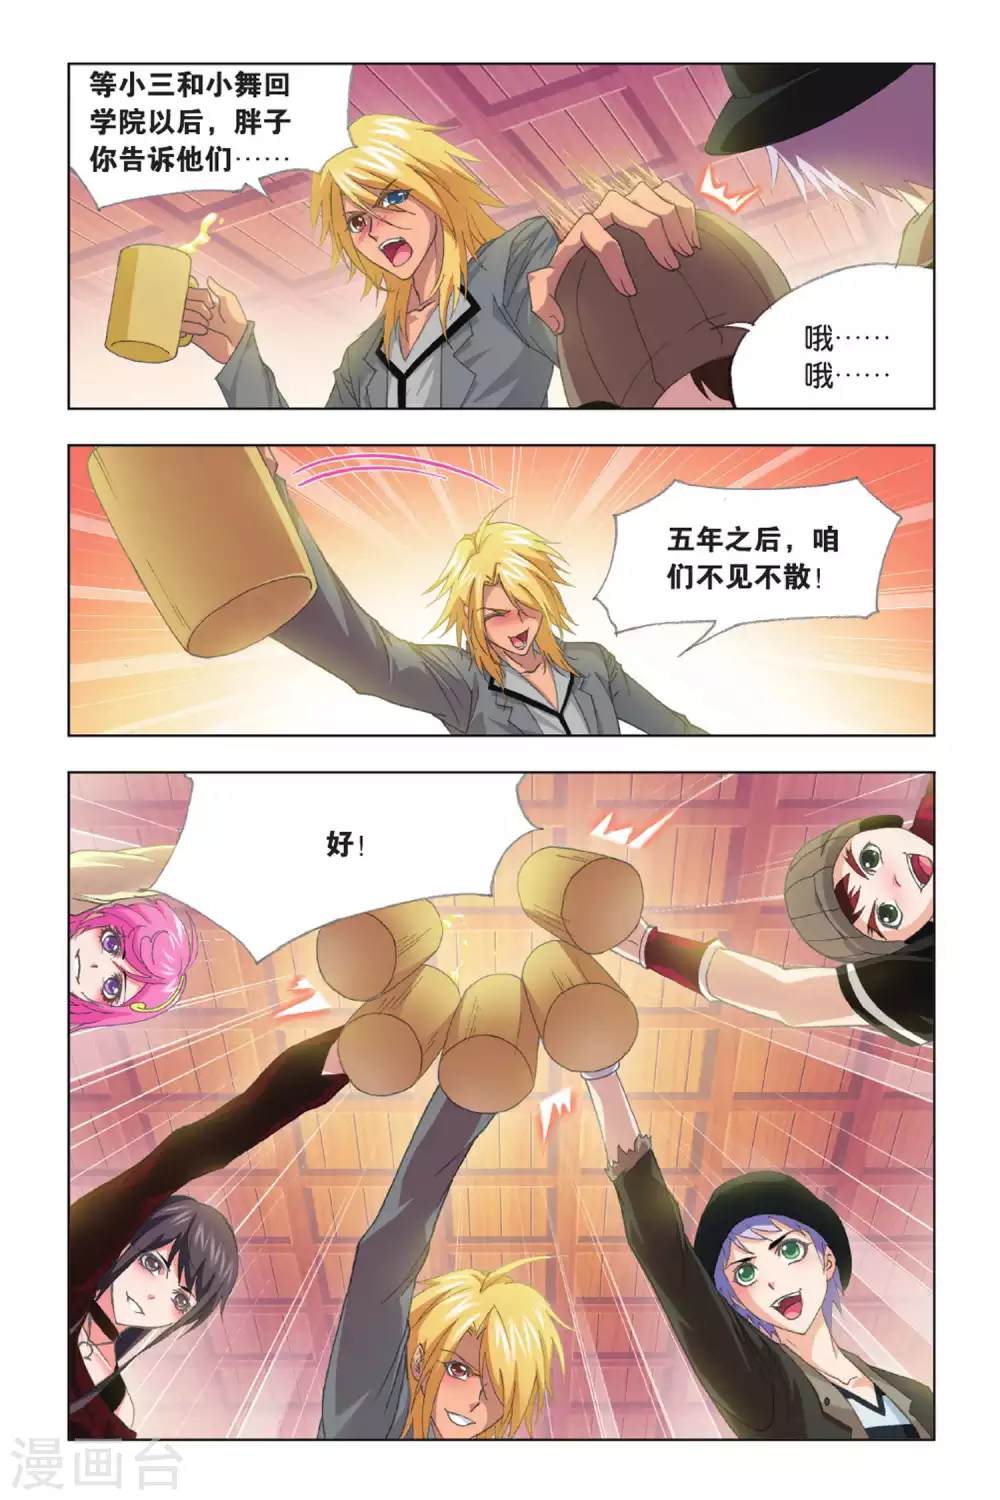 等小三和小舞回
学院以后，胖子
你告诉他们……
哦……
哦……
五年之后，咱
们不见不散！
好！
漫画台